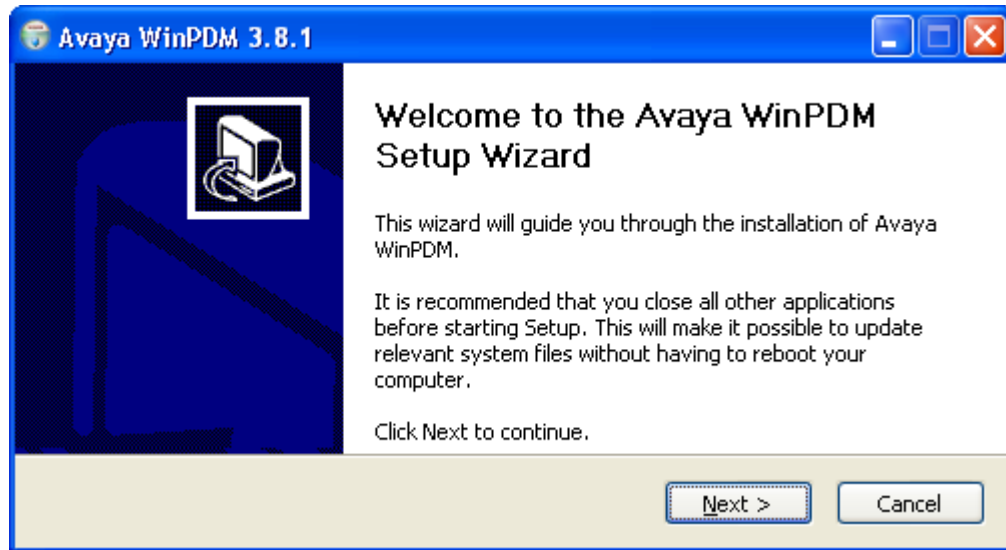 Avaya WinPDM 3.8.1
Welcome to the Avaya WinPDM
Setup Wizard
This wizard will guide you through the installation of Avaya
WinPDM.
It is recommended that you close all other applications
before starting Setup. This will make it possible to update
relevant system files without having to reboot your
computer.
Click Next to continue.
Next >
Cancel